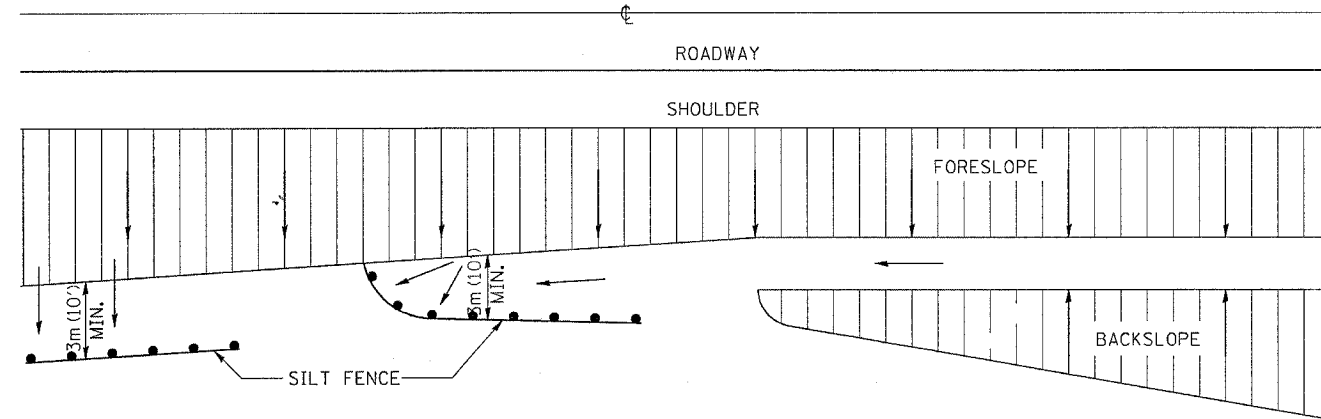 ℄
ROADWAY
SHOULDER
FORESLOPE
3m (10')
MIN.
3m (10')
MIN.
BACKSLOPE
SILT FENCE